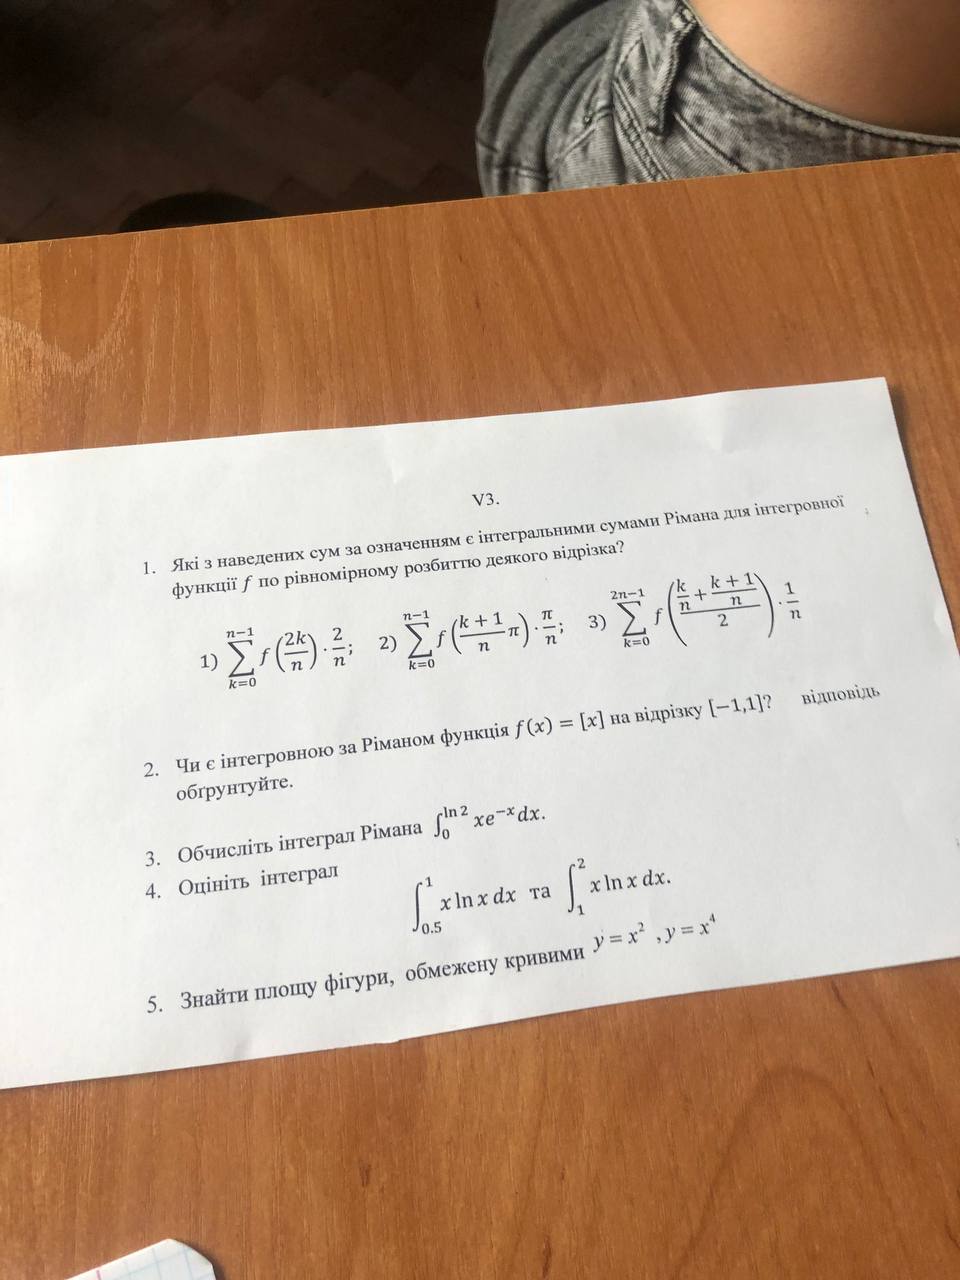 V3.
1. Які з наведених сум за означенням є інтегральними сумами Рімана для інтегровної
функції f по рівномірному розбиттю деякого відрізка?
1) \sum_{k=0}^{n-1} f\left(\frac{2k}{n}\right) \cdot \frac{2}{n}; 2) \sum_{k=0}^{n-1} f\left(\frac{k+1}{n}\pi\right) \cdot \frac{\pi}{n}; 3) \sum_{k=0}^{2n-1} f\left(\frac{\frac{k}{n}+\frac{k+1}{n}}{2}\right) \cdot \frac{1}{n}
2. Чи є інтегровною за Ріманом функція f(x) = [x] на відрізку [−1,1]? відповідь
обґрунтуйте.
3. Обчисліть інтеграл Рімана \int_0^{\ln 2} xe^{-x}dx.
4. Оцініть інтеграл
\int_{0.5}^{1} x \ln x dx та \int_1^2 x \ln x dx.
5. Знайти площу фігури, обмежену кривими y = x² , y = x⁴